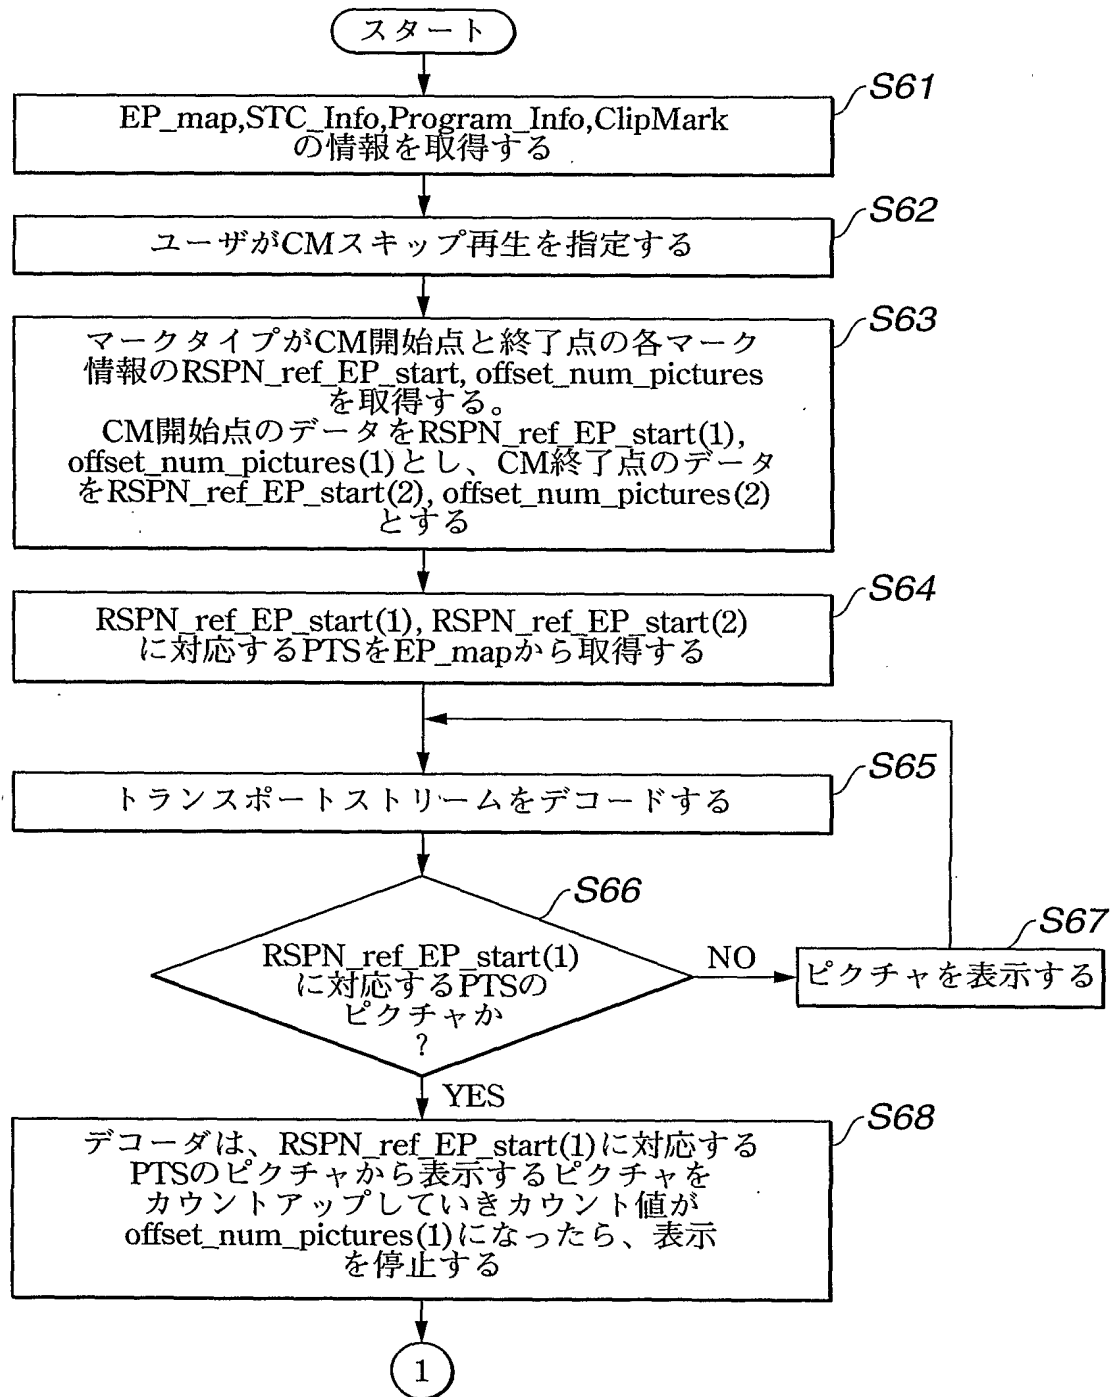 スタート
S61
EP_map,STC_Info,Program_Info,ClipMark
の情報を取得する
S62
ユーザがCMスキップ再生を指定する
S63
マークタイプがCM開始点と終了点の各マーク
情報のRSPN_ref_EP_start, offset_num_pictures
を取得する。
CM開始点のデータをRSPN_ref_EP_start(1),
offset_num_pictures(1)とし、CM終了点のデータ
をRSPN_ref_EP_start(2), offset_num_pictures(2)
とする
S64
RSPN_ref_EP_start(1), RSPN_ref_EP_start(2)
に対応するPTSをEP_mapから取得する
S65
トランスポートストリームをデコードする
S66
RSPN_ref_EP_start(1)
に対応するPTSの
ピクチャか
?
NO
S67
ピクチャを表示する
YES
S68
デコーダは、RSPN_ref_EP_start(1)に対応する
PTSのピクチャから表示するピクチャを
カウントアップしていきカウント値が
offset_num_pictures(1)になったら、表示
を停止する
1